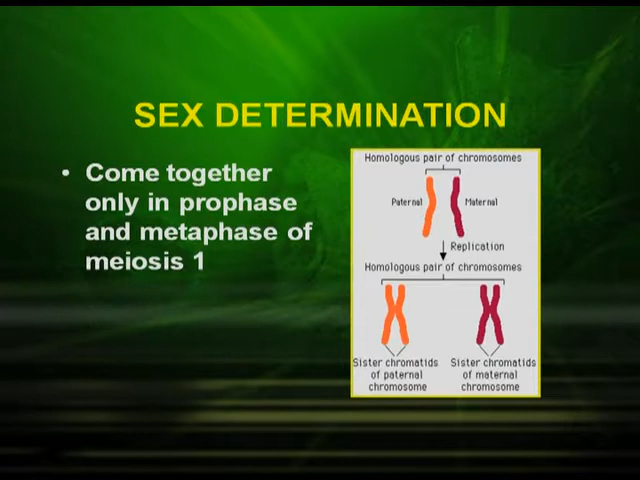 SEX DETERMINATION
• Come together
only in prophase
and metaphase of
meiosis 1
Homologous pair of chromosomes
Paternal Maternal
Replication
Homologous pair of chromosomes
Sister chromatids
of paternal
chromosome
Sister chromatids
of maternal
chromosome